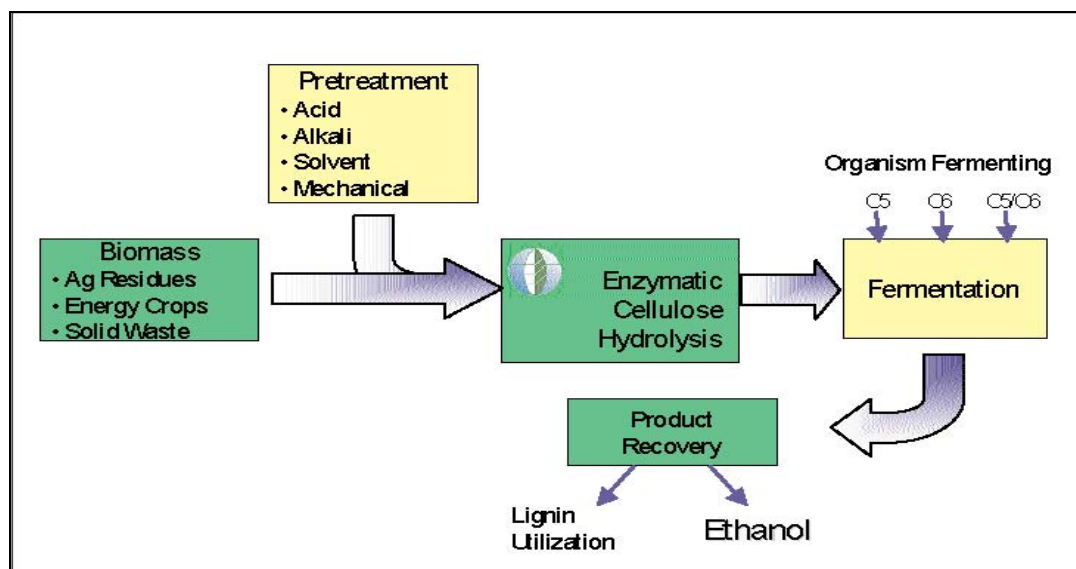 Pretreatment
• Acid
• Alkali
• Solvent
• Mechanical
Organism Fermenting
C5 C6 C5/C6
Biomass
• Ag Residues
• Energy Crops
• Solid Waste
Enzymatic
Cellulose
Hydrolysis
Fermentation
Product
Recovery
Lignin
Utilization
Ethanol